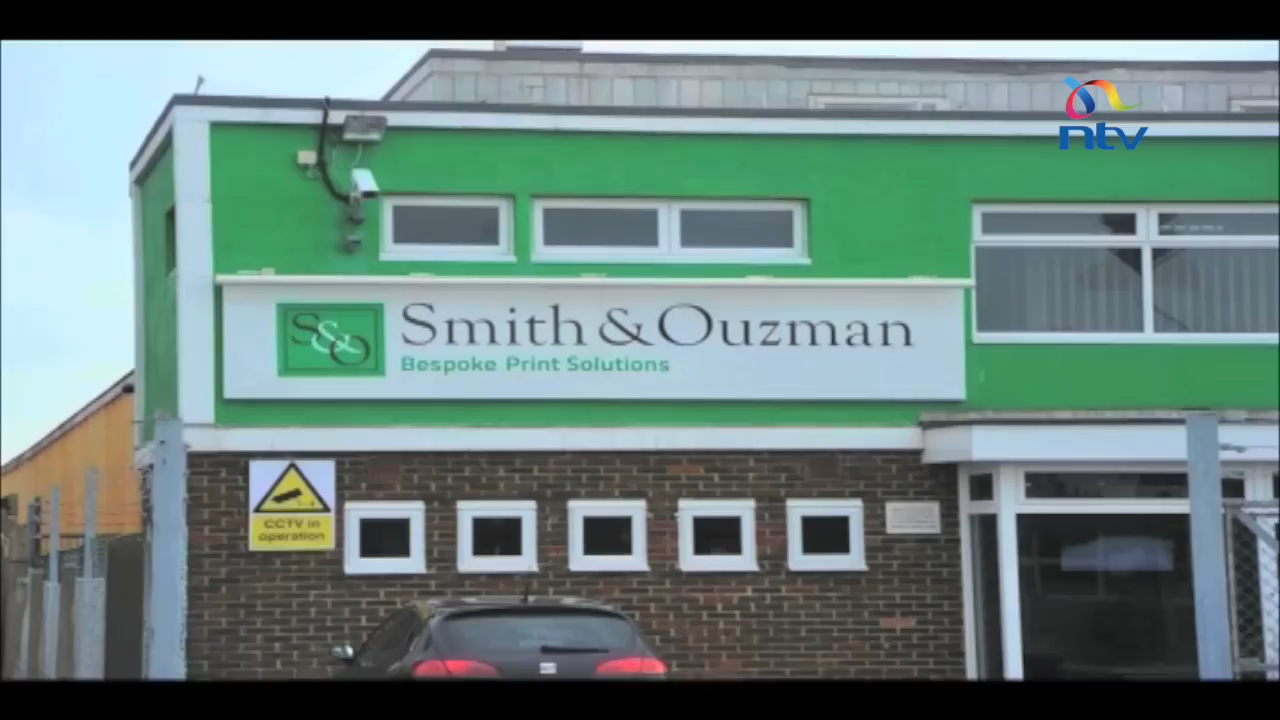 ntv
S&O
Smith & Ouzman
Bespoke Print Solutions
CCTV in
operation